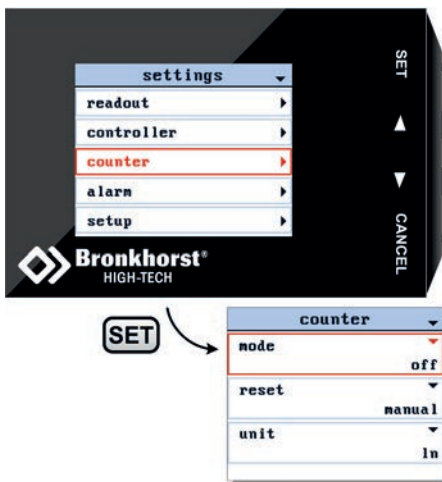 settings
readout
controller
counter
alarm
setup
Bronkhorst®
HIGH-TECH
SET
CANCEL
SET
counter
mode
off
reset
manual
unit
ln